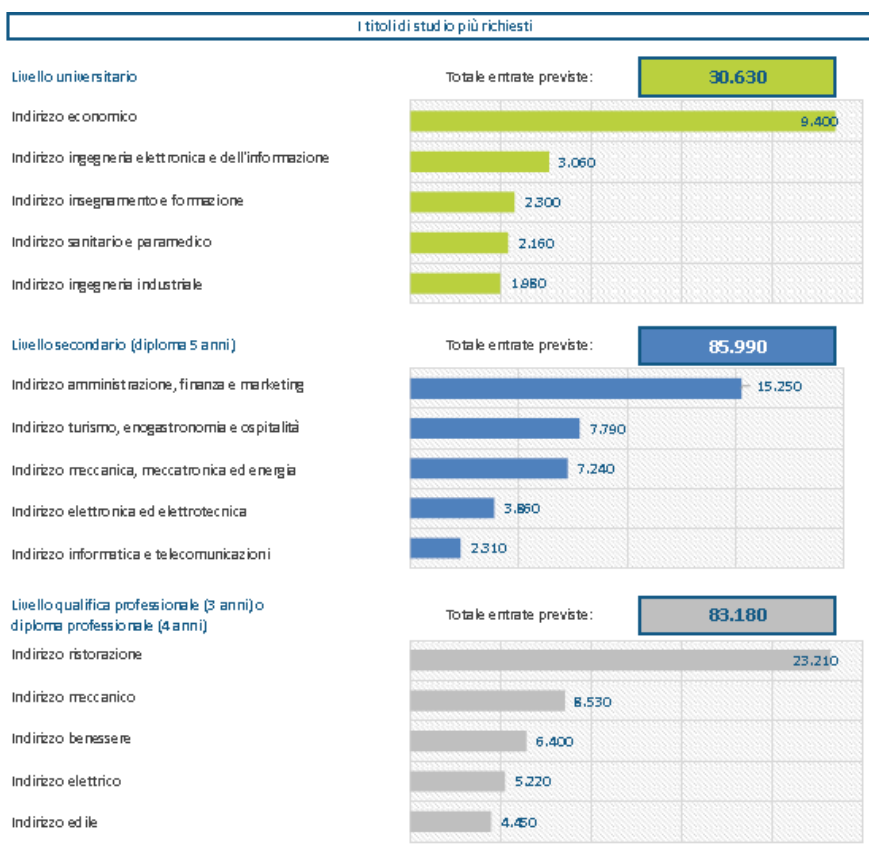 I titoli di studio più richiesti
Livello universitario Totale entrate previste: 30.630
Indirizzo economico 9.400
Indirizzo ingegneria elettronica e dell'informazione 3.060
Indirizzo insegnamento e formazione 2.300
Indirizzo sanitario e paramedico 2.160
Indirizzo ingegneria industriale 1.980
Livello secondario (diploma 5 anni) Totale entrate previste: 85.990
Indirizzo amministrazione, finanza e marketing 15.250
Indirizzo turismo, enogastronomia e ospitalità 7.790
Indirizzo meccanica, meccatronica ed energia 7.240
Indirizzo elettronica ed elettrotecnica 3.860
Indirizzo informatica e telecomunicazioni 2.310
Livello qualifica professionale (3 anni) o
diploma professionale (4 anni) Totale entrate previste: 83.180
Indirizzo ristorazione 23.210
Indirizzo meccanico 8.530
Indirizzo benessere 6.400
Indirizzo elettrico 5.220
Indirizzo edile 4.450